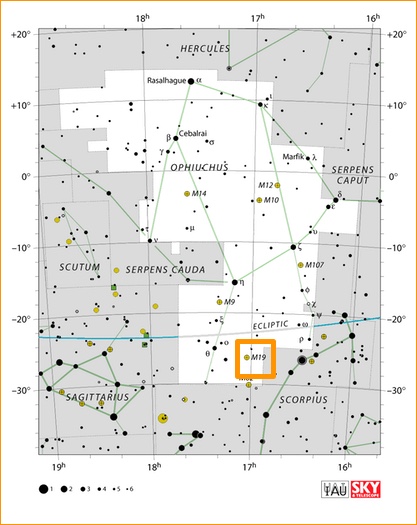 18h 17h 16h
+20° +20°
HERCULES
Rasalhague α
+10° +10°
κ ι
β Cebalrai
γ σ
Marfik λ
OPHIUCHUS
SERPENS
CAPUT
0° 0°
M12
M14 M10
δ
ε
μ υ
τ
ν
−10° −10°
ζ
SCUTUM SERPENS CAUDA M107
η
φ
M9 χ
ξ ψ
−20° −20°
ECLIPTIC ω
ο ρ
θ
M19
−30° −30°
SAGITTARIUS SCORPIUS
19h 18h 17h 16h
1 2 3 4 5 6
IAU SKY
& TELESCOPE